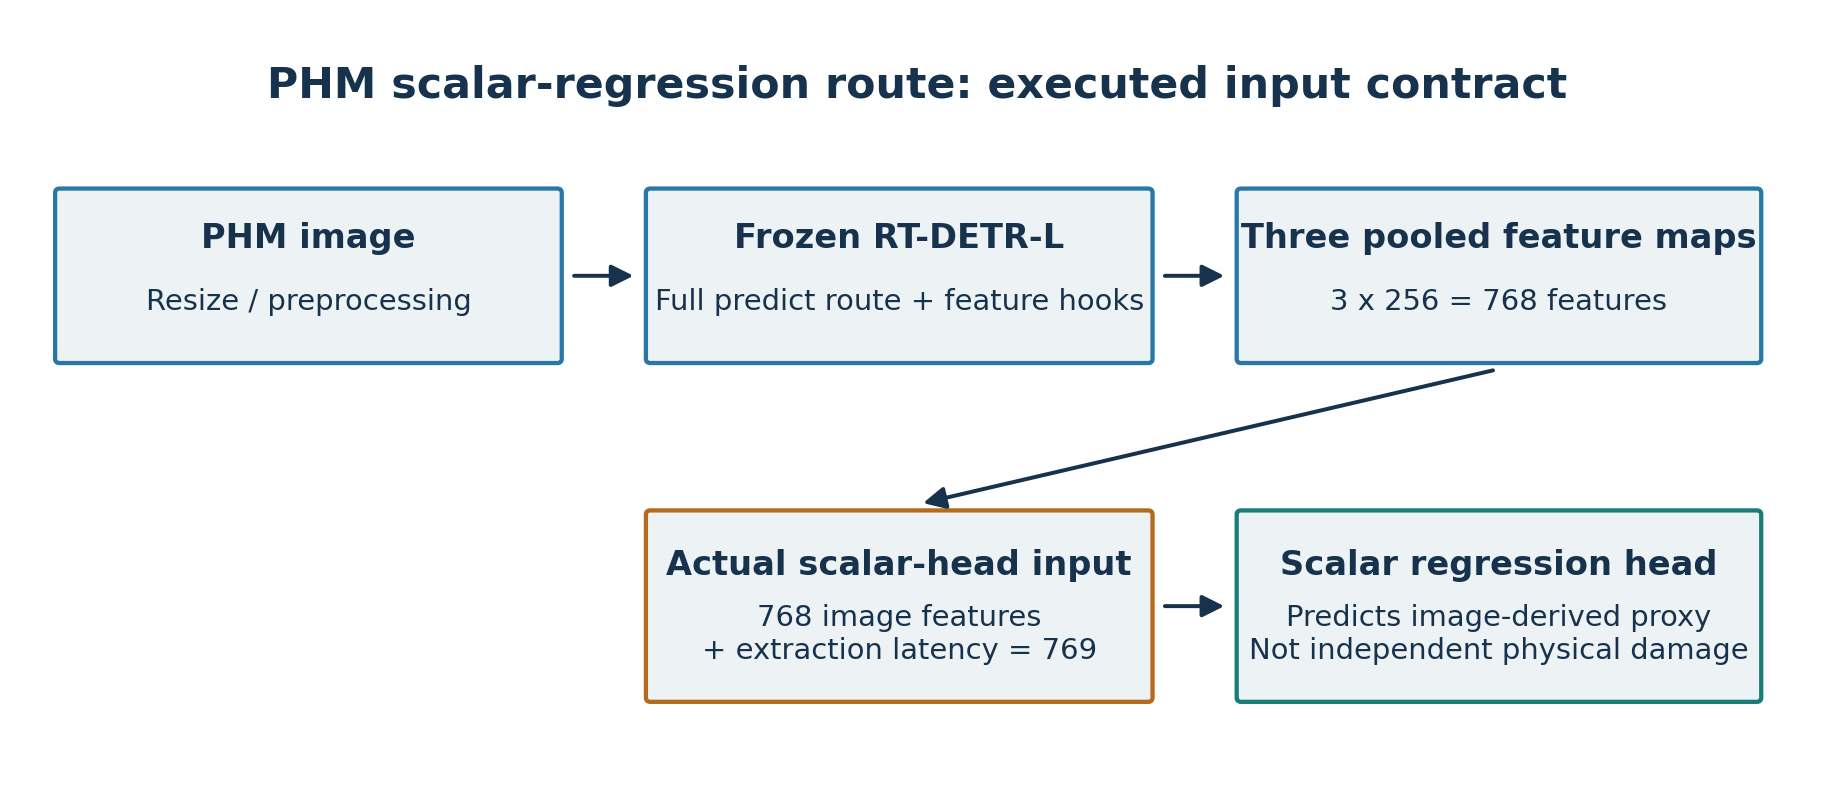 PHM scalar-regression route: executed input contract
PHM image
Resize / preprocessing
Frozen RT-DETR-L
Full predict route + feature hooks
Three pooled feature maps
3 x 256 = 768 features
Actual scalar-head input
768 image features
+ extraction latency = 769
Scalar regression head
Predicts image-derived proxy
Not independent physical damage